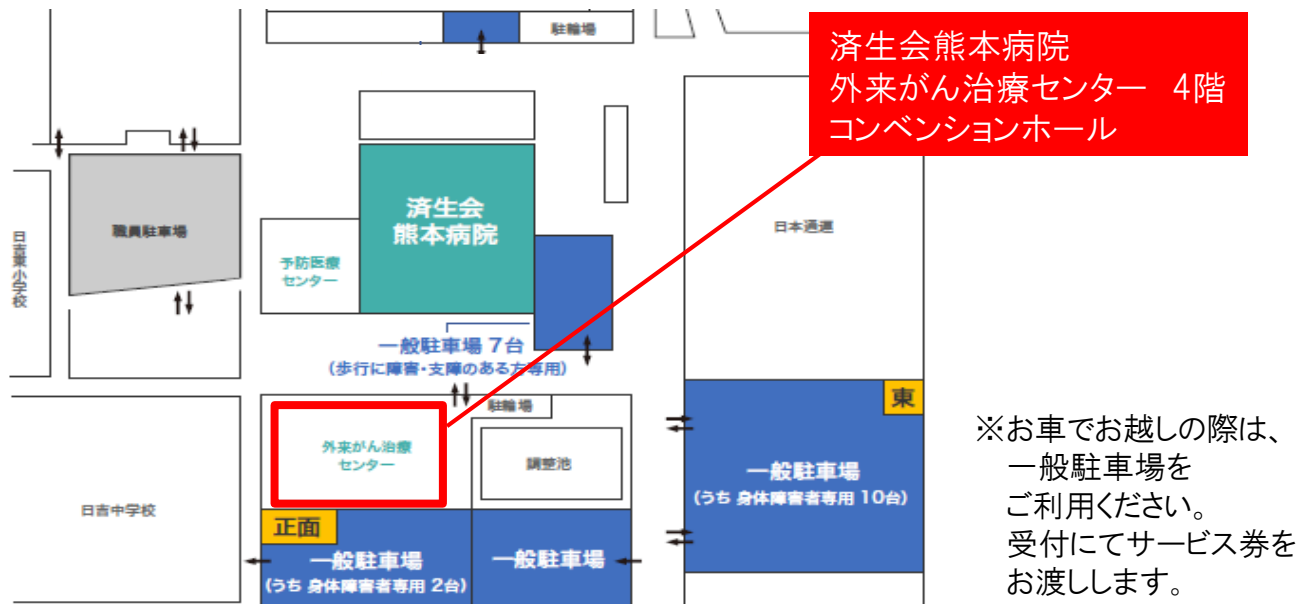 駐輪場
済生会熊本病院
外来がん治療センター　4階
コンベンションホール
職員駐車場
済生会
熊本病院
日本通運
日吉東小学校
予防医療
センター
一般駐車場 7台
（歩行に障害・支障のある方専用）
駐輪場
東
外来がん治療
センター
調整池
一般駐車場
（うち 身体障害者専用 10台）
※お車でお越しの際は、
一般駐車場を
ご利用ください。
受付にてサービス券を
お渡しします。
日吉中学校
正面
一般駐車場
（うち 身体障害者専用 2台）
一般駐車場